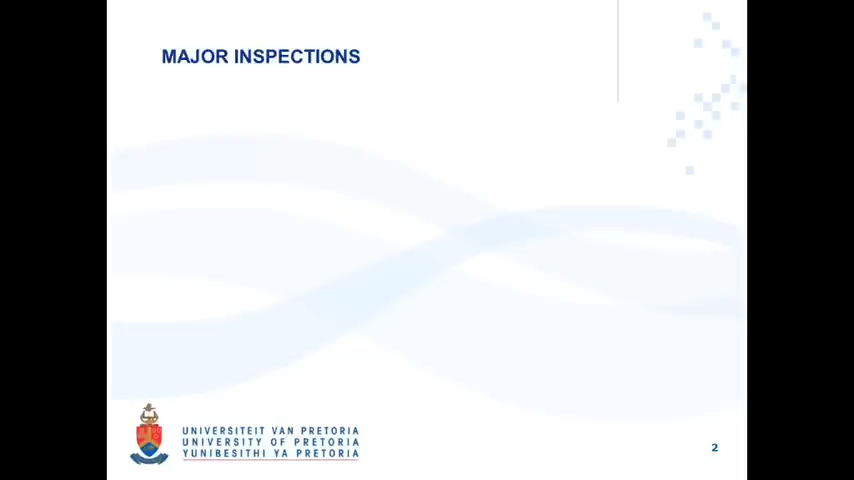 MAJOR INSPECTIONS
UNIVERSITEIT VAN PRETORIA
UNIVERSITY OF PRETORIA
YUNIBESITHI YA PRETORIA
2